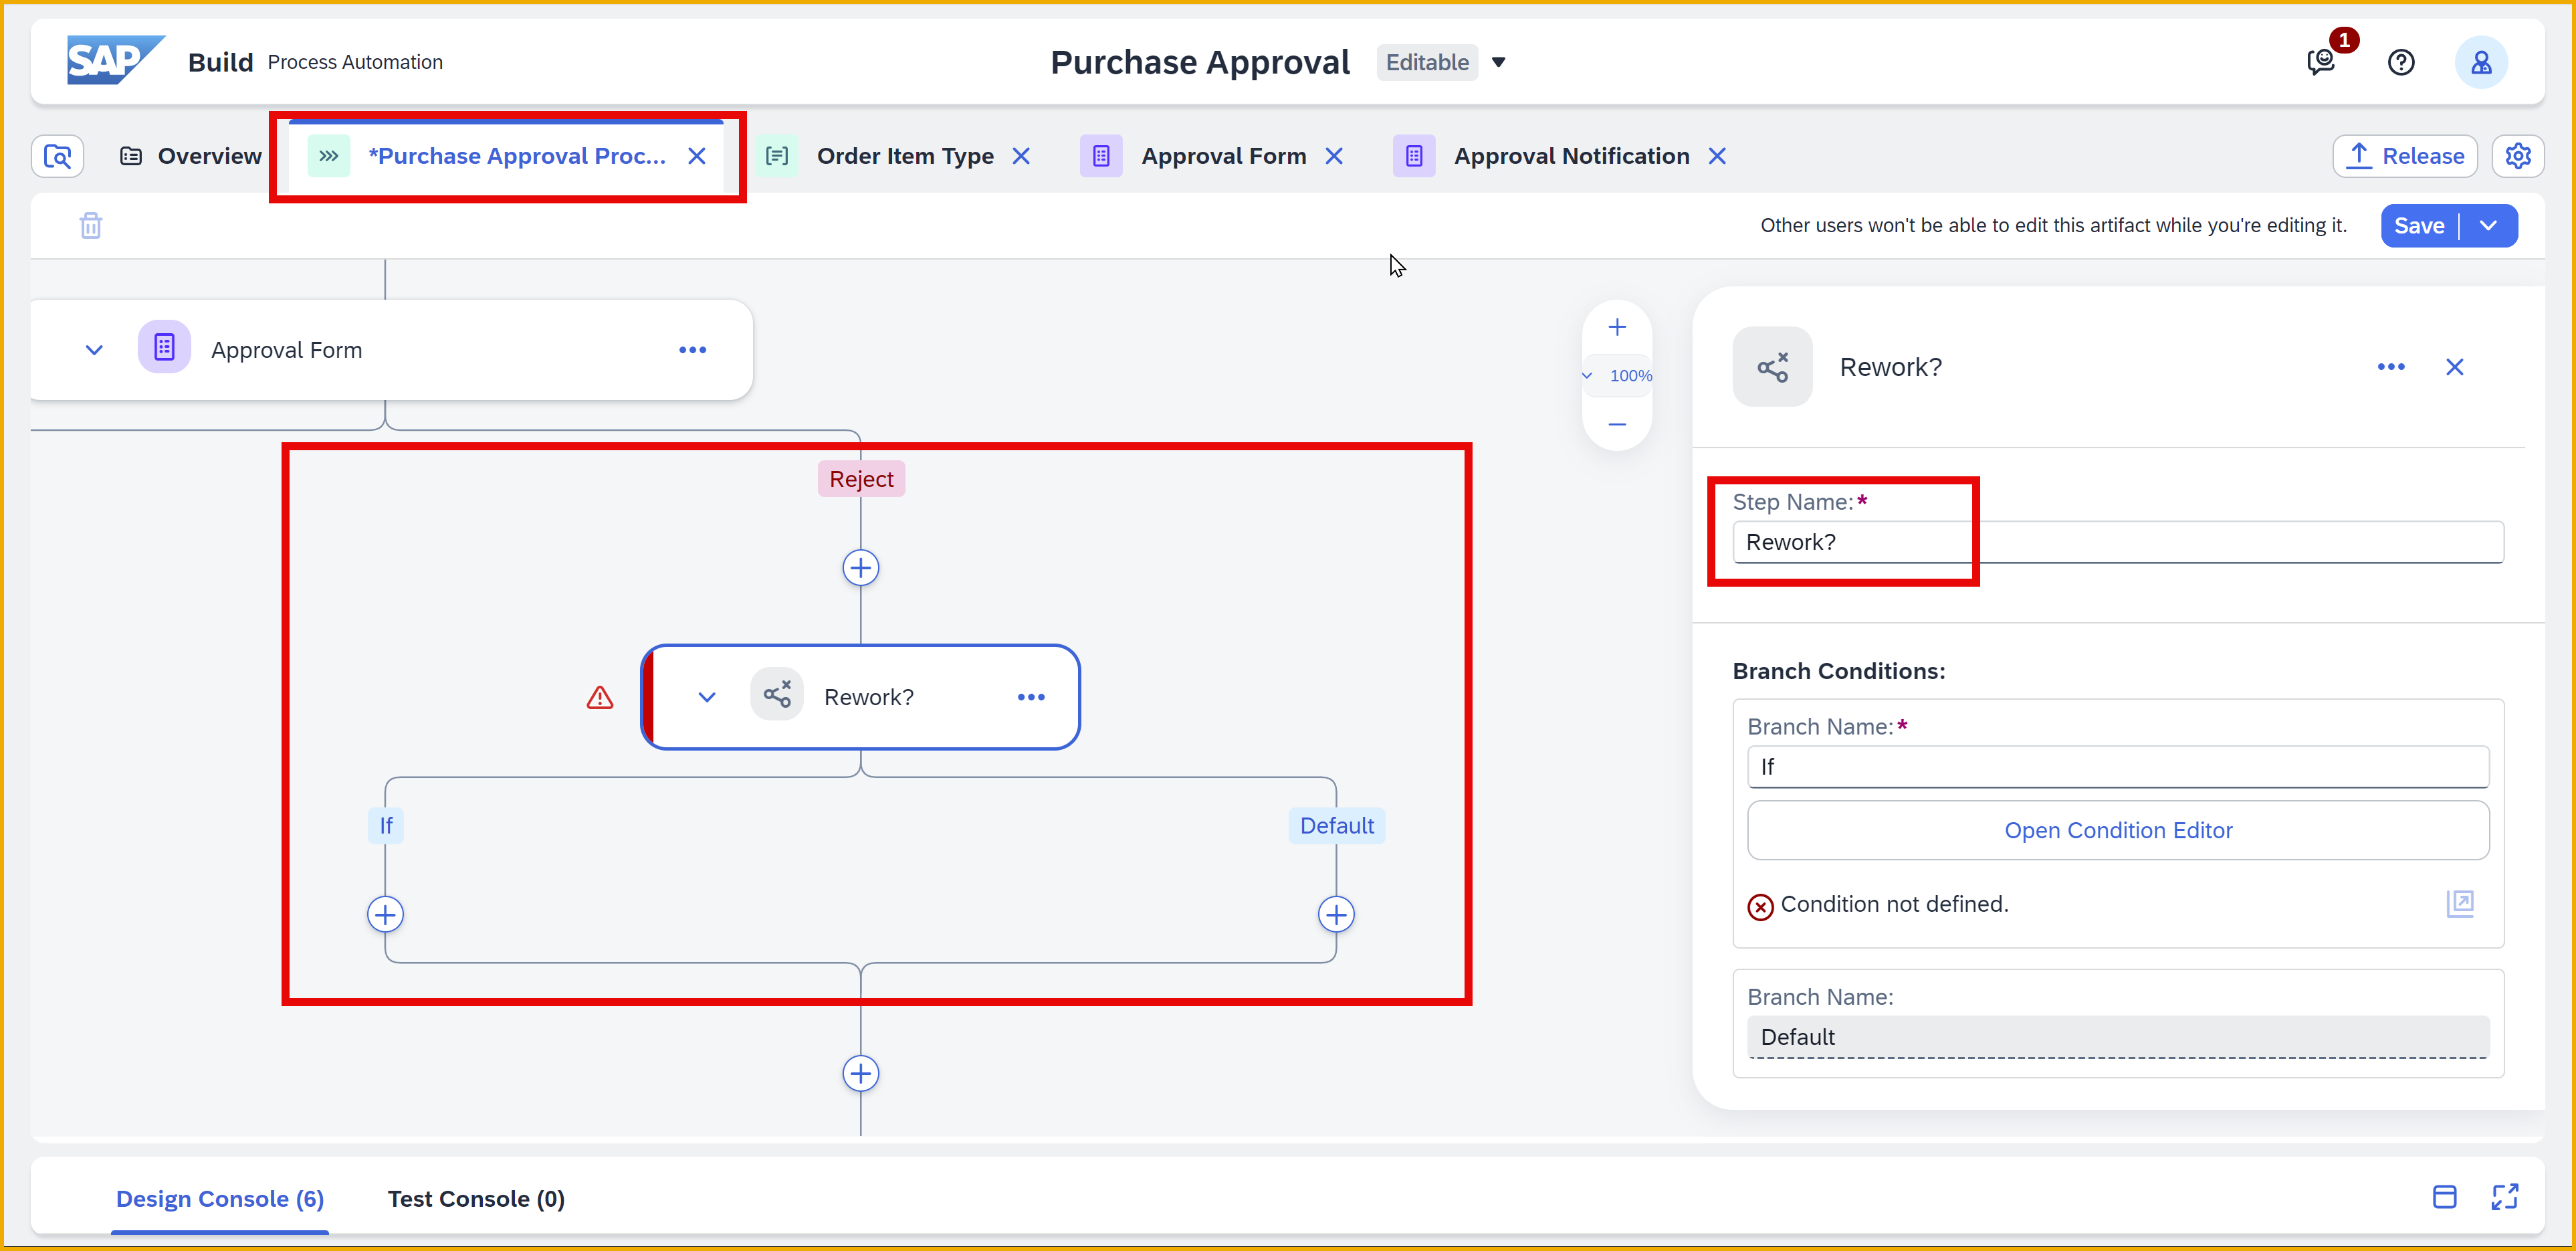 SAP Build Process Automation
Purchase Approval Editable
1
Overview
*Purchase Approval Proc...
Order Item Type
Approval Form
Approval Notification
Release
Other users won't be able to edit this artifact while you're editing it.
Save
Approval Form
100%
Reject
Rework?
If
Default
Rework?
Step Name:*
Rework?
Branch Conditions:
Branch Name:*
If
Open Condition Editor
Condition not defined.
Branch Name:
Default
Design Console (6)
Test Console (0)